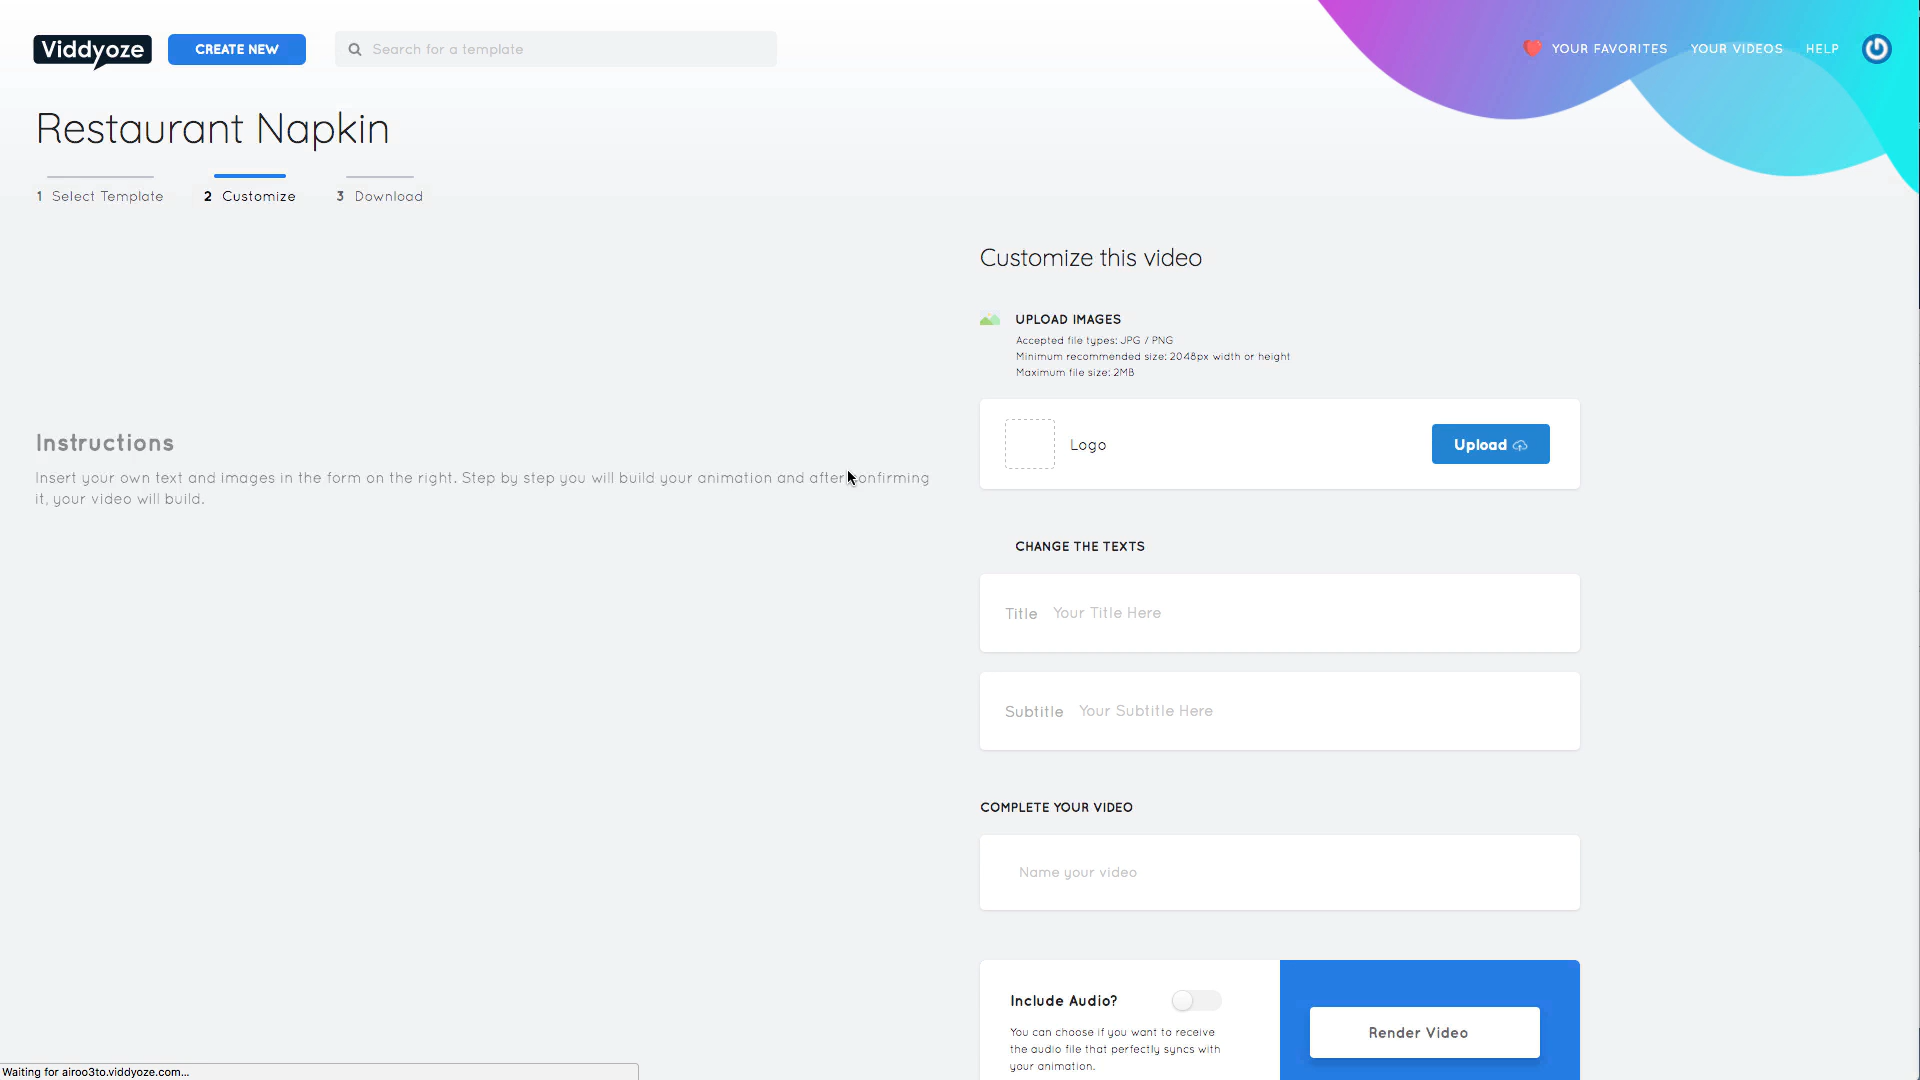 Viddyoze
CREATE NEW
Search for a template
YOUR FAVORITES
YOUR VIDEOS
HELP
Restaurant Napkin
1 Select Template
2 Customize
3 Download
Customize this video
UPLOAD IMAGES
Accepted file types: JPG / PNG
Minimum recommended size: 2048px width or height
Maximum file size: 2MB
Logo
Upload
Instructions
Insert your own text and images in the form on the right. Step by step you will build your animation and after confirming
it, your video will build.
CHANGE THE TEXTS
Title Your Title Here
Subtitle Your Subtitle Here
COMPLETE YOUR VIDEO
Name your video
Include Audio?
You can choose if you want to receive
the audio file that perfectly syncs with
your animation.
Render Video
Waiting for airoo3to.viddyoze.com...